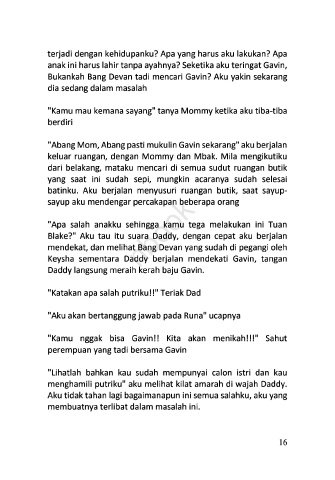 terjadi dengan kehidupanku? Apa yang harus aku lakukan? Apa
anak ini harus lahir tanpa ayahnya? Seketika aku teringat Gavin,
Bukankah Bang Devan tadi mencari Gavin? Aku yakin sekarang
dia sedang dalam masalah
"Kamu mau kemana sayang" tanya Mommy ketika aku tiba-tiba
berdiri
"Abang Mom, Abang pasti mukulin Gavin sekarang" aku berjalan
keluar ruangan, dengan Mommy dan Mbak. Mila mengikutiku
dari belakang, mataku mencari di semua sudut ruangan butik
yang saat ini sudah sepi, mungkin acaranya sudah selesai
batinku. Aku berjalan menyusuri ruangan butik, saat sayup-
sayup aku mendengar percakapan beberapa orang
"Apa salah anakku sehingga kamu tega melakukan ini Tuan
Blake?" Aku tau itu suara Daddy, dengan cepat aku berjalan
mendekat, dan melihat Bang Devan yang sudah di pegangi oleh
Keysha sementara Daddy berjalan mendekati Gavin, tangan
Daddy langsung meraih kerah baju Gavin.
"Katakan apa salah putriku!!" Teriak Dad
"Aku akan bertanggung jawab pada Runa" ucapnya
"Kamu nggak bisa Gavin!! Kita akan menikah!!!" Sahut
perempuan yang tadi bersama Gavin
"Lihatlah bahkan kau sudah mempunyai calon istri dan kau
menghamili putriku" aku melihat kilat amarah di wajah Daddy.
Aku tidak tahan lagi bagaimanapun ini semua salahku, aku yang
membuatnya terlibat dalam masalah ini.
16